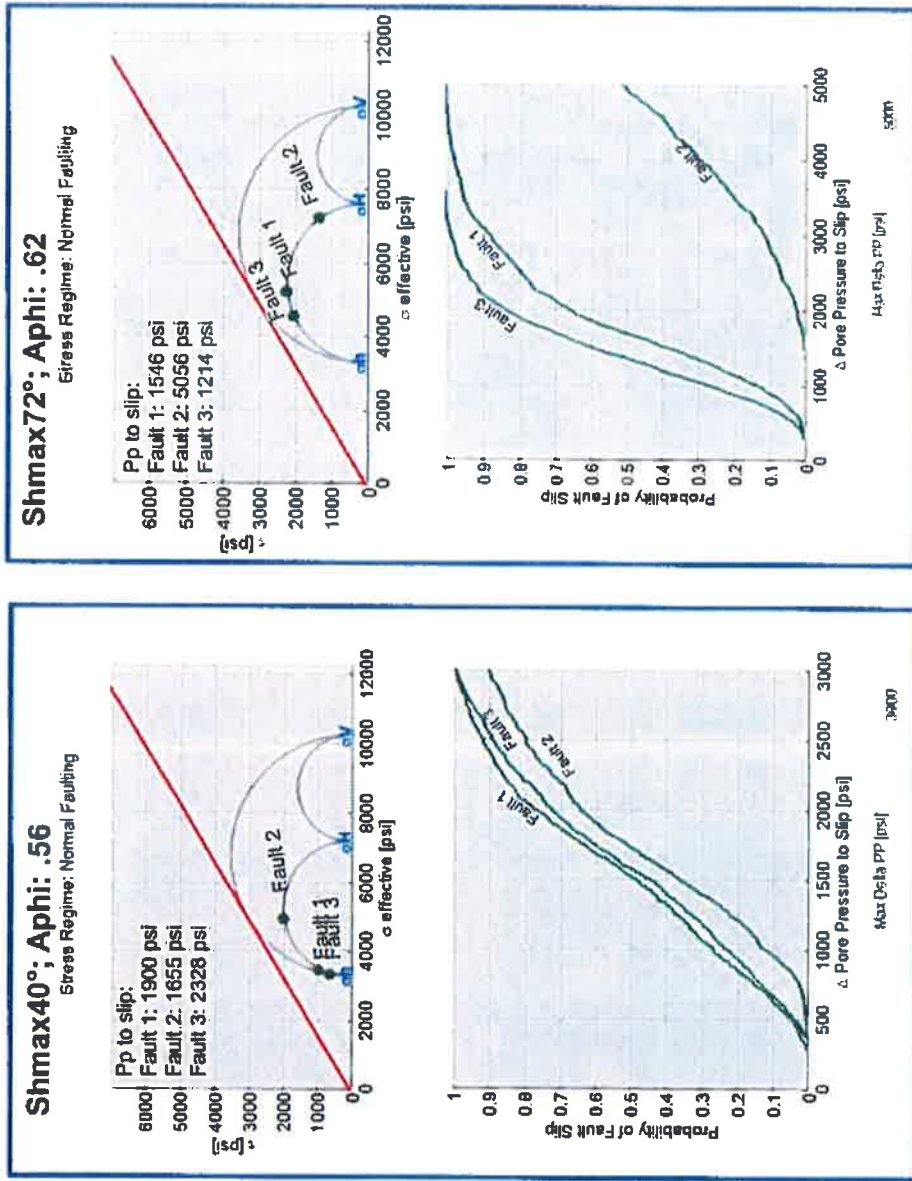 Shmax40°; Aphi: .56
Stress Regime: Normal Faulting
Pp to slip:
Fault 1: 1900 psi
Fault 2: 1655 psi
Fault 3: 2328 psi
6000
5000
4000
3000
2000
1000
0
τ [psi]
Fault 2
Fault 1
Fault 3
σh
σH
σV
0
2000
4000
6000
8000
10000
12000
σ effective [psi]
1
0.9
0.8
0.7
0.6
0.5
0.4
0.3
0.2
0.1
0
Probability of Fault Slip
Fault 1
Fault 3
Fault 2
0
500
1000
1500
2000
2500
3000
Δ Pore Pressure to Slip [psi]
Max Delta PP [psi]
3000
Shmax72°; Aphi: .62
Stress Regime: Normal Faulting
Pp to slip:
Fault 1: 1546 psi
Fault 2: 5056 psi
Fault 3: 1214 psi
6000
5000
4000
3000
2000
1000
0
τ [psi]
Fault 3
Fault 1
Fault 2
σh
σH
σV
0
2000
4000
6000
8000
10000
12000
σ effective [psi]
1
0.9
0.8
0.7
0.6
0.5
0.4
0.3
0.2
0.1
0
Probability of Fault Slip
Fault 3
Fault 1
Fault 2
0
1000
2000
3000
4000
5000
Δ Pore Pressure to Slip [psi]
Max Delta PP [psi]
5000